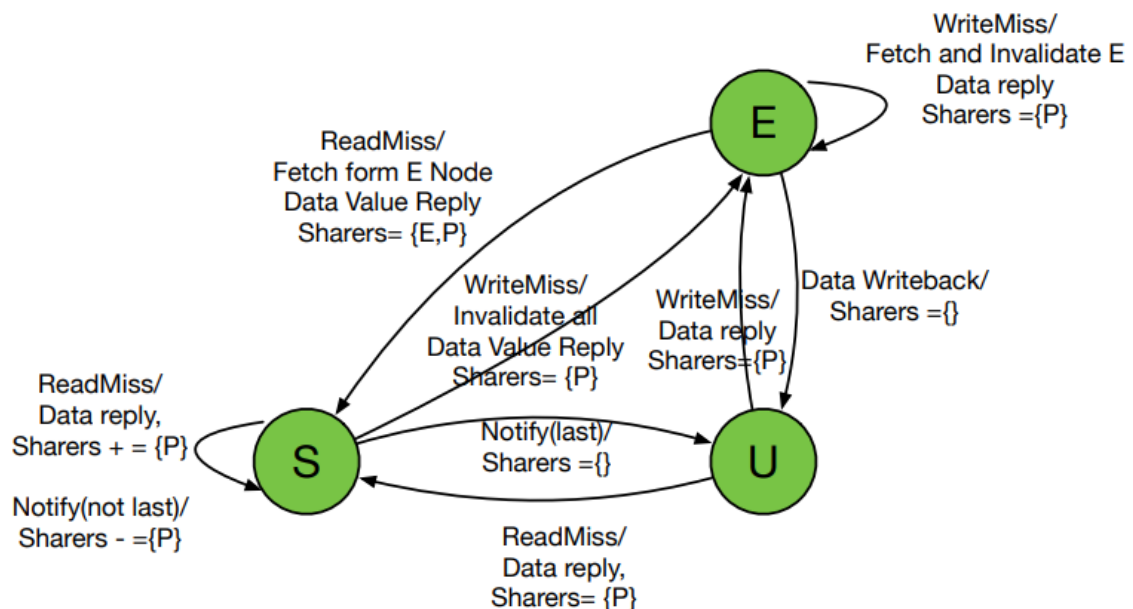 WriteMiss/
Fetch and Invalidate E
Data reply
Sharers ={P}
E
ReadMiss/
Fetch form E Node
Data Value Reply
Sharers= {E,P}
WriteMiss/
Invalidate all
Data Value Reply
Sharers= {P}
WriteMiss/
Data reply
Sharers={P}
Data Writeback/
Sharers ={}
ReadMiss/
Data reply,
Sharers + = {P}
Notify(not last)/
Sharers - ={P}
S
Notify(last)/
Sharers ={}
U
ReadMiss/
Data reply,
Sharers= {P}